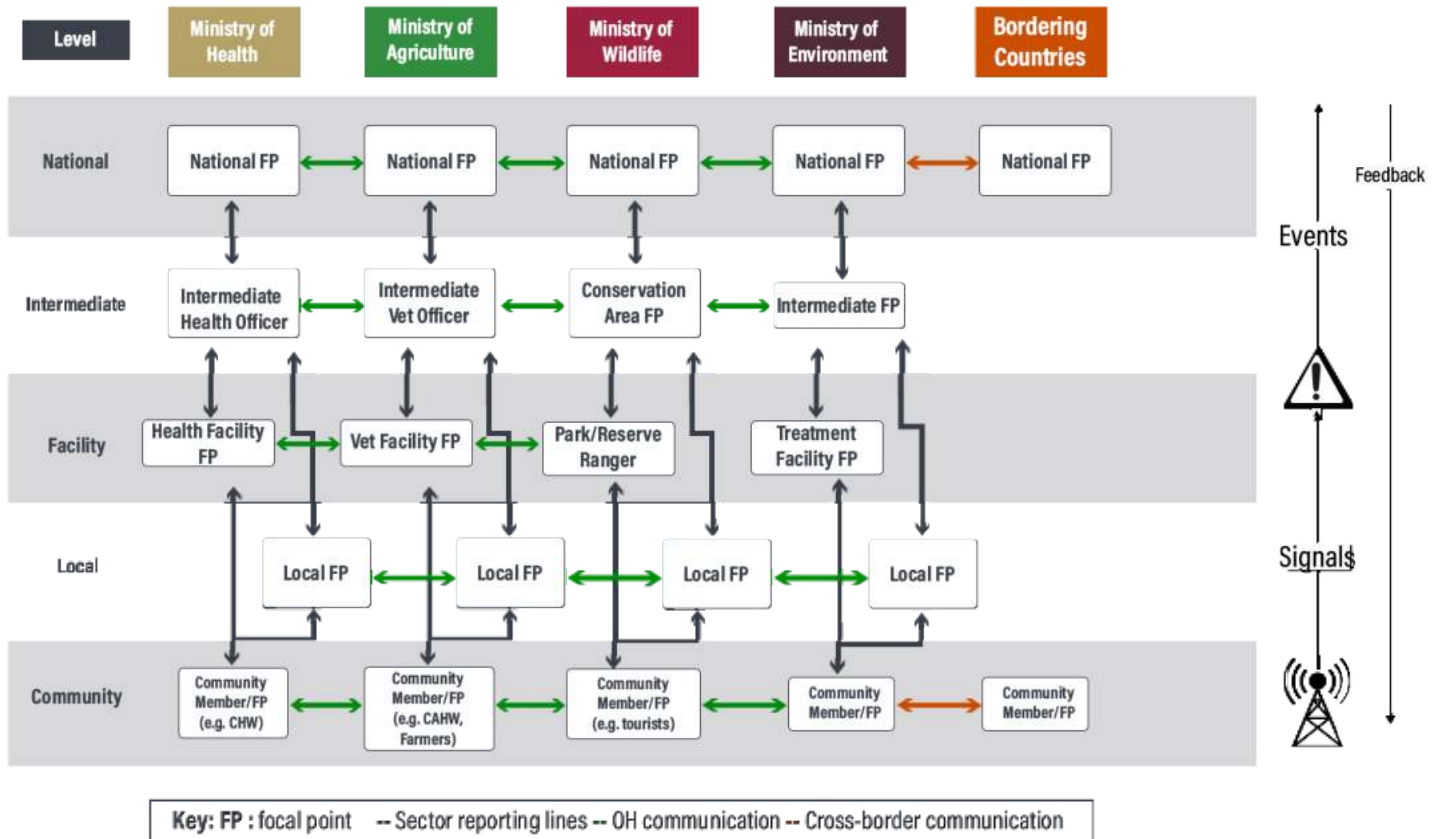 Level
Ministry of
Health
Ministry of
Agriculture
Ministry of
Wildlife
Ministry of
Environment
Bordering
Countries
National
National FP
National FP
National FP
National FP
National FP
Feedback
Events
Intermediate
Intermediate
Health Officer
Intermediate
Vet Officer
Conservation
Area FP
Intermediate FP
Facility
Health Facility
FP
Vet Facility FP
Park/Reserve
Ranger
Treatment
Facility FP
Local
Local FP
Local FP
Local FP
Local FP
Signals
Community
Community
Member/FP
(e.g. CHW)
Community
Member/FP
(e.g. CAHW,
Farmers)
Community
Member/FP
(e.g. tourists)
Community
Member/FP
Community
Member/FP
Key: FP : focal point -- Sector reporting lines -- OH communication -- Cross-border communication